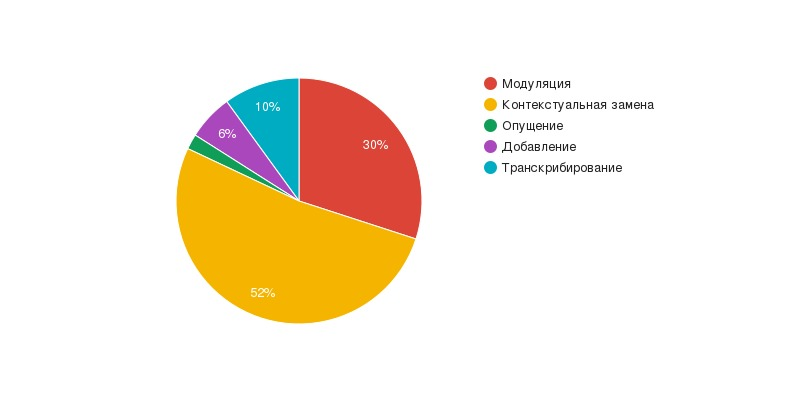 10%
6%
30%
52%
Модуляция
Контекстуальная замена
Опущение
Добавление
Транскрибирование